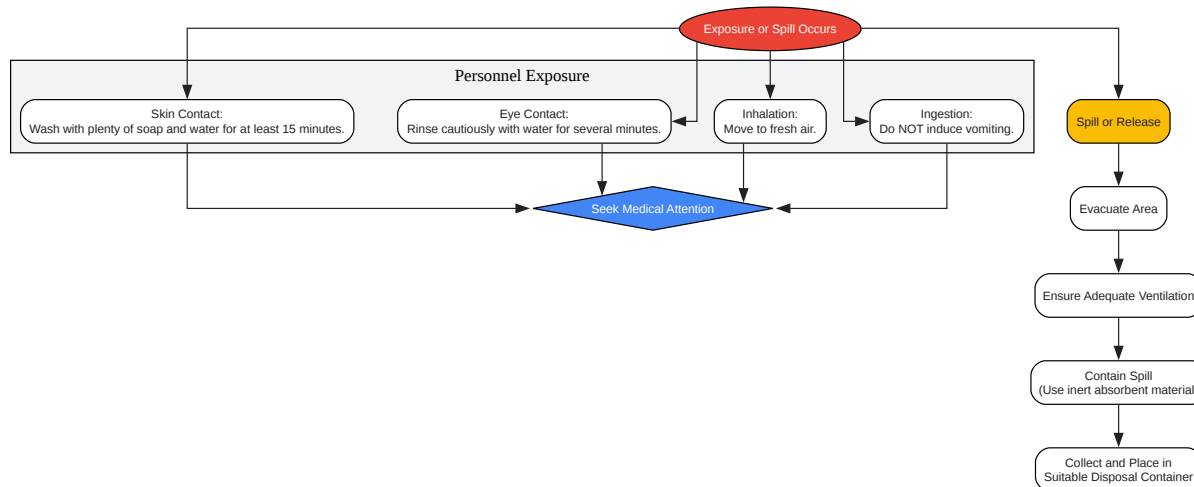 Exposure or Spill Occurs
Personnel Exposure
Skin Contact:
Wash with plenty of soap and water for at least 15 minutes.
Eye Contact:
Rinse cautiously with water for several minutes.
Inhalation:
Move to fresh air.
Ingestion:
Do NOT induce vomiting.
Spill or Release
Seek Medical Attention
Evacuate Area
Ensure Adequate Ventilation
Contain Spill
(Use inert absorbent material
Collect and Place in
Suitable Disposal Container